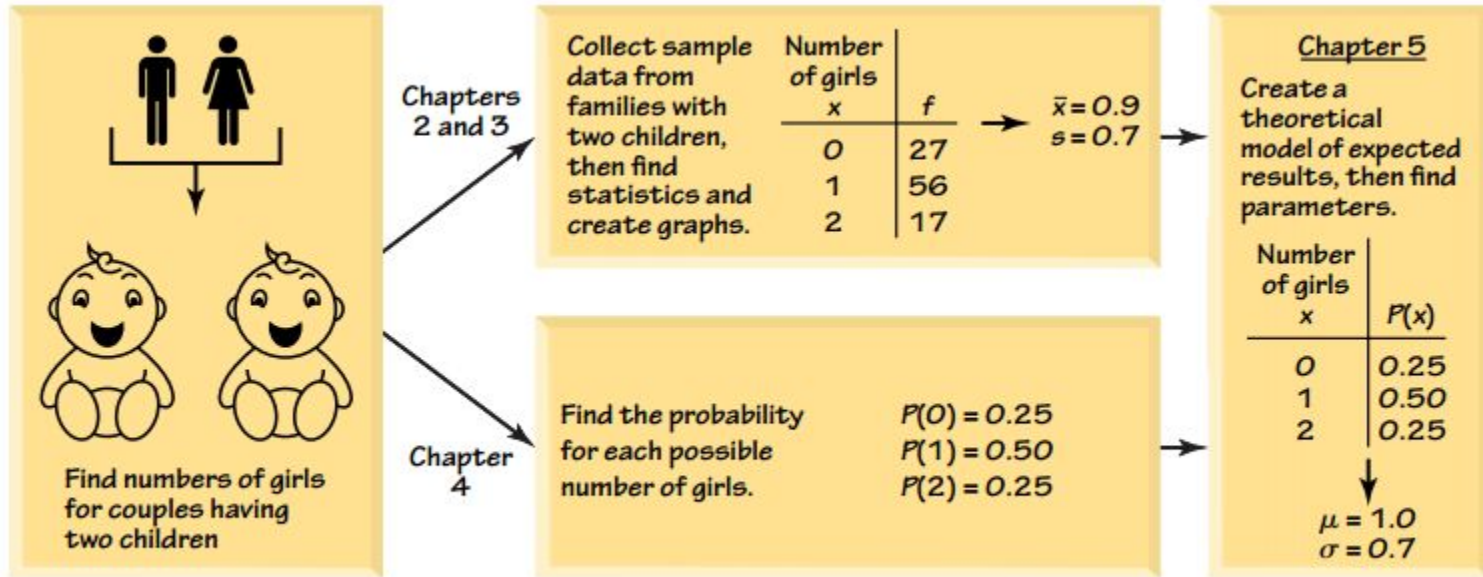 Find numbers of girls
for couples having
two children
Chapters
2 and 3
Chapter
4
Collect sample
data from
families with
two children,
then find
statistics and
create graphs.
Number
of girls
x f
0 27
1 56
2 17
x̄ = 0.9
s = 0.7
Find the probability
for each possible
number of girls.
P(0) = 0.25
P(1) = 0.50
P(2) = 0.25
Chapter 5
Create a
theoretical
model of expected
results, then find
parameters.
Number
of girls
x P(x)
0 0.25
1 0.50
2 0.25
μ = 1.0
σ = 0.7